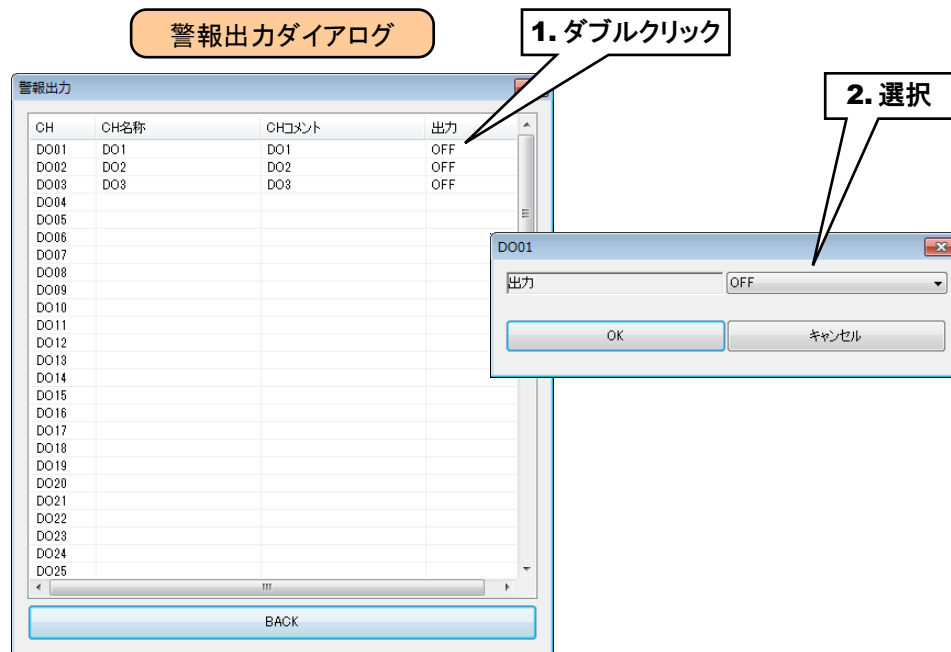 警報出力ダイアログ
1. ダブルクリック
2. 選択
警報出力
CH CH名称 CHコメント 出力
DO01 DO1 DO1 OFF
DO02 DO2 DO2 OFF
DO03 DO3 DO3 OFF
DO04
DO05
DO06
DO07
DO08
DO09
DO10
DO11
DO12
DO13
DO14
DO15
DO16
DO17
DO18
DO19
DO20
DO21
DO22
DO23
DO24
DO25
BACK
DO01
出力 OFF
OK キャンセル